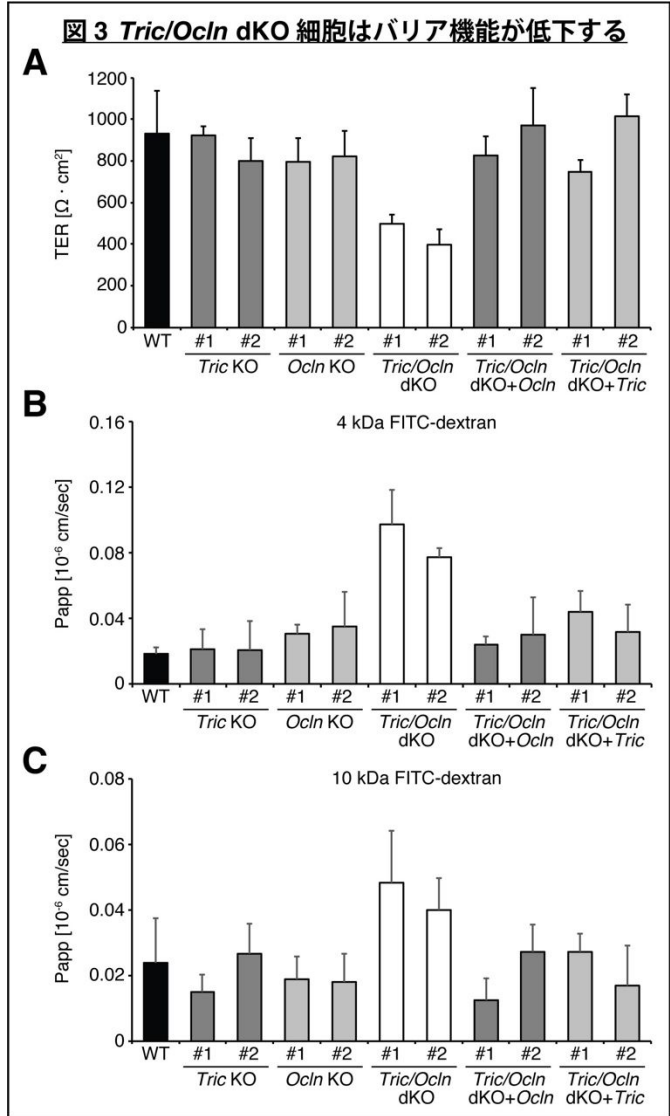 図 3 Tric/Ocln dKO 細胞はバリア機能が低下する
A
TER [Ω · cm²]
1200
1000
800
600
400
200
0
WT #1 #2 #1 #2 #1 #2 #1 #2 #1 #2
Tric KO Ocln KO Tric/Ocln Tric/Ocln Tric/Ocln
dKO dKO+Ocln dKO+Tric
B
4 kDa FITC-dextran
Papp [10⁻⁶ cm/sec]
0.16
0.12
0.08
0.04
0
WT #1 #2 #1 #2 #1 #2 #1 #2 #1 #2
Tric KO Ocln KO Tric/Ocln Tric/Ocln Tric/Ocln
dKO dKO+Ocln dKO+Tric
C
10 kDa FITC-dextran
Papp [10⁻⁶ cm/sec]
0.08
0.06
0.04
0.02
0
WT #1 #2 #1 #2 #1 #2 #1 #2 #1 #2
Tric KO Ocln KO Tric/Ocln Tric/Ocln Tric/Ocln
dKO dKO+Ocln dKO+Tric